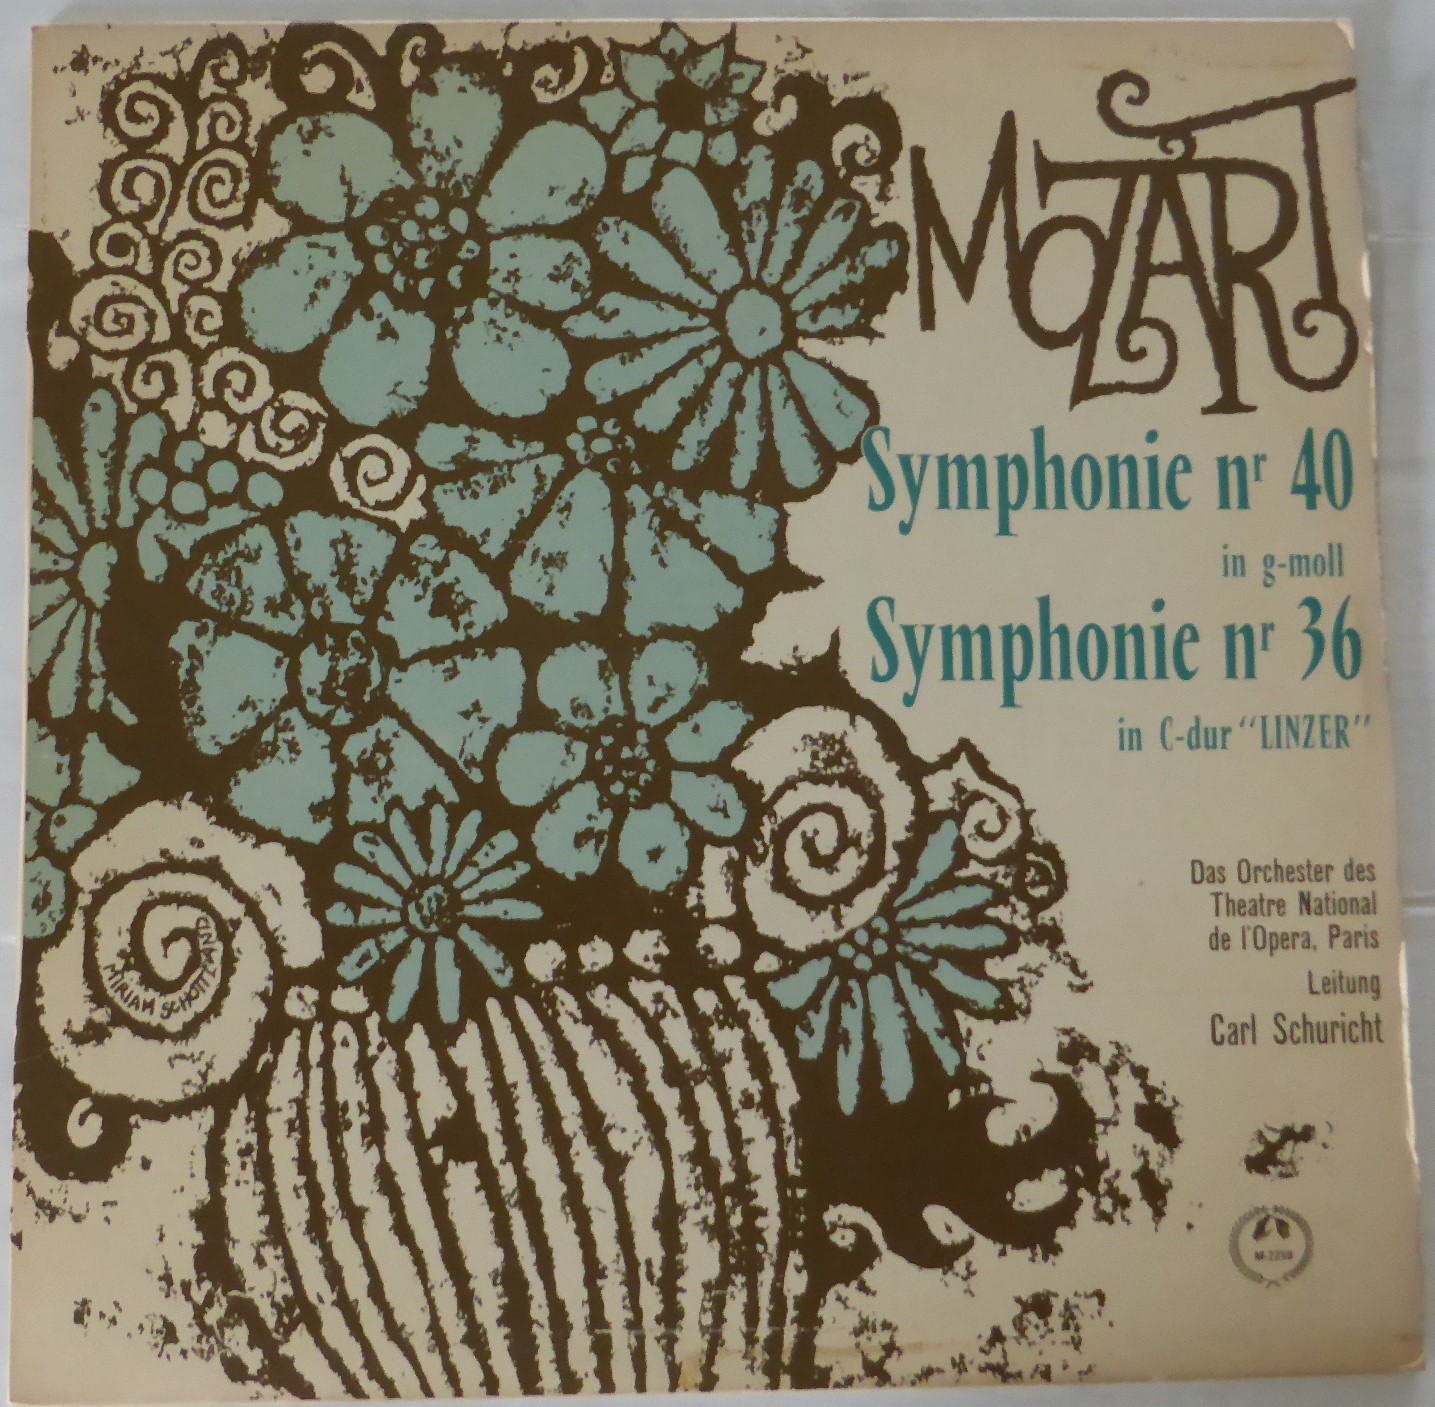 MOZART
Symphonie nr 40
in g-moll
Symphonie nr 36
in C-dur "LINZER"
Das Orchester des
Theatre National
de l'Opera, Paris
Leitung
Carl Schuricht
MIRIAM SCHOTTLAND
M-2259